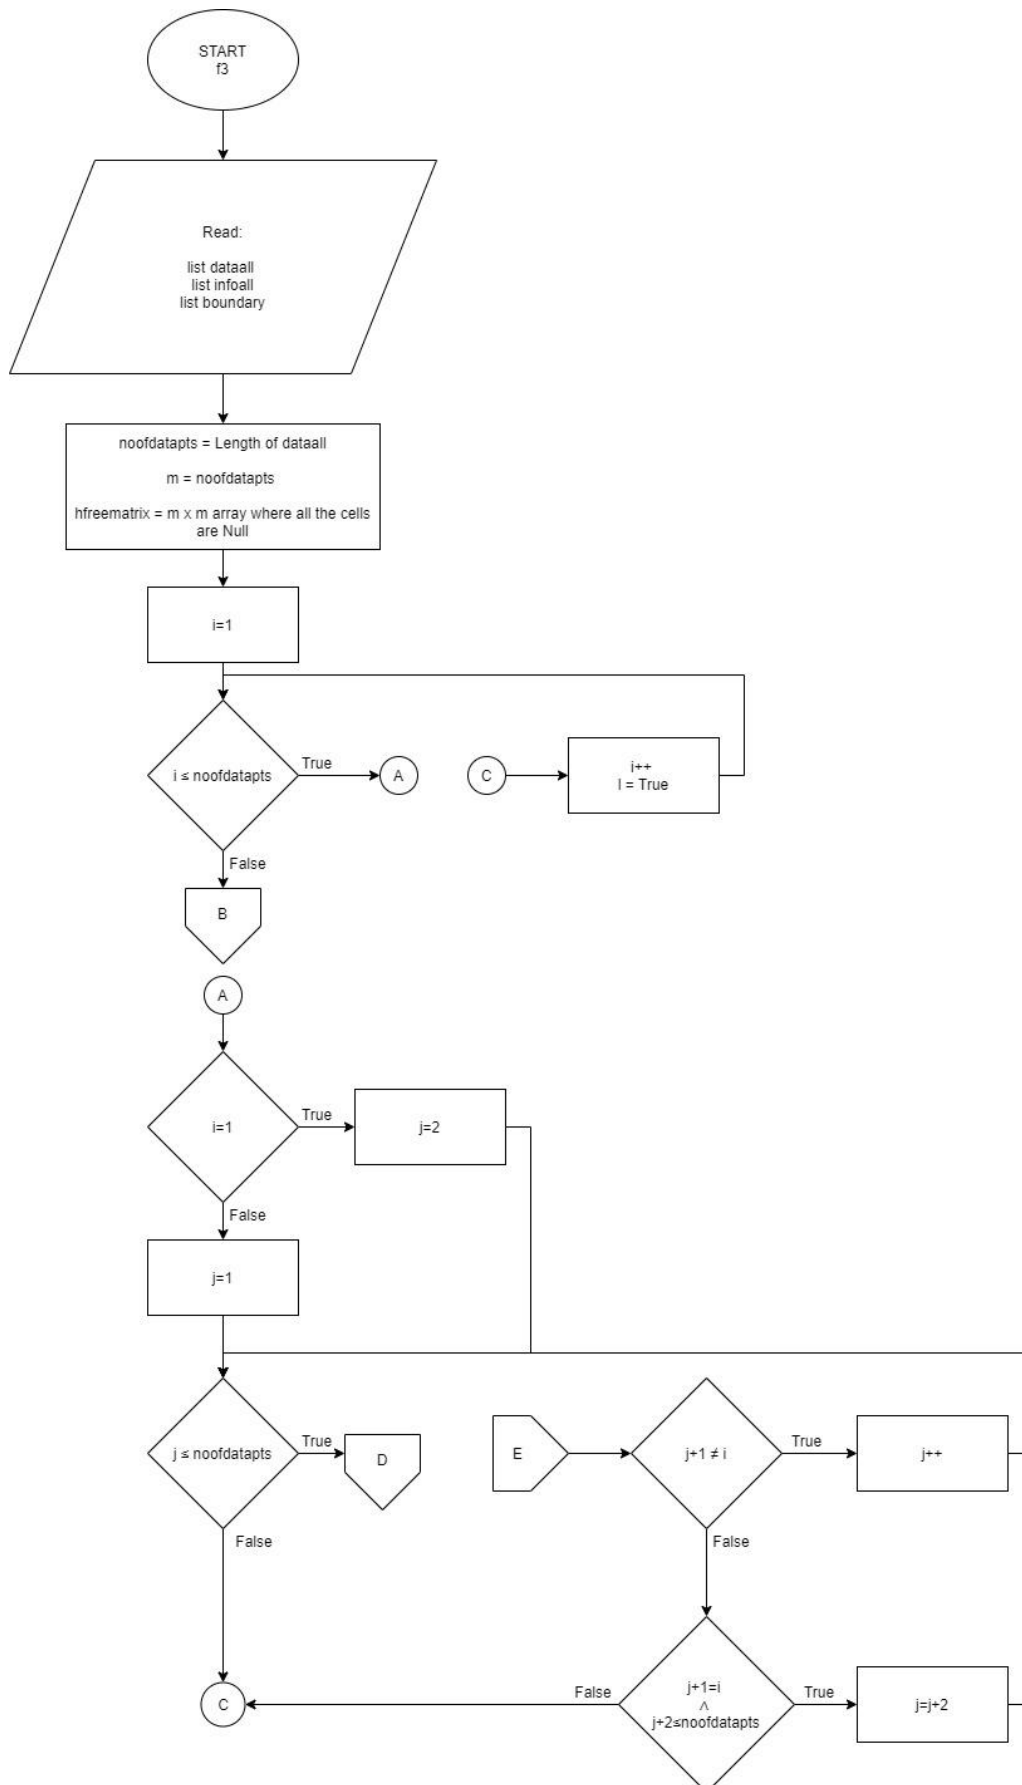 START
f3
Read:
list dataall
list infoall
list boundary
noofdatapts = Length of dataall
m = noofdatapts
hfreematrix = m x m array where all the cells
are Null
i=1
i ≤ noofdatapts
True
A
C
i++
I = True
False
B
A
i=1
True
j=2
False
j=1
j ≤ noofdatapts
True
D
E
j+1 ≠ i
True
j++
False
False
C
False
j+1=i
∧
j+2≤noofdatapts
True
j=j+2